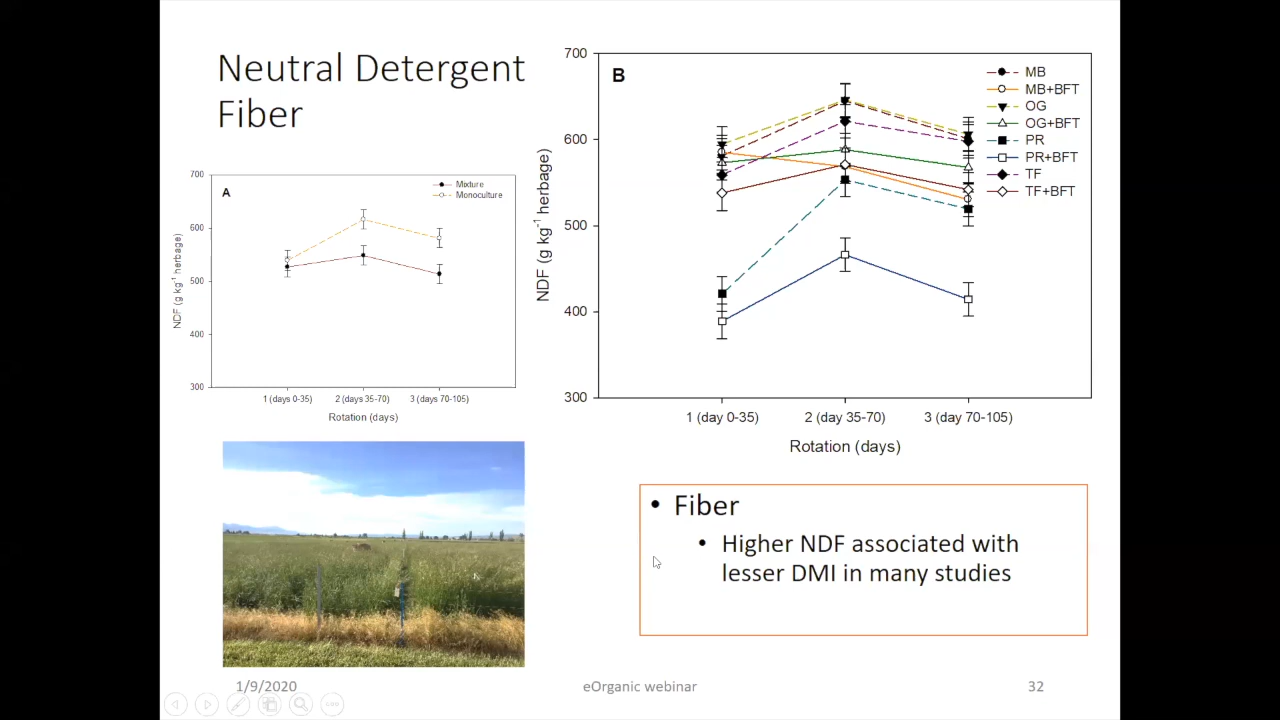 Neutral Detergent
Fiber
A
Mixture
Monoculture
700
600
500
400
300
NDF (g kg⁻¹ herbage)
1 (days 0-35)
2 (days 35-70)
3 (days 70-105)
Rotation (days)
B
MB
MB+BFT
OG
OG+BFT
PR
PR+BFT
TF
TF+BFT
700
600
500
400
300
NDF (g kg⁻¹ herbage)
1 (day 0-35)
2 (day 35-70)
3 (day 70-105)
Rotation (days)
• Fiber
• Higher NDF associated with
lesser DMI in many studies
1/9/2020
eOrganic webinar
32